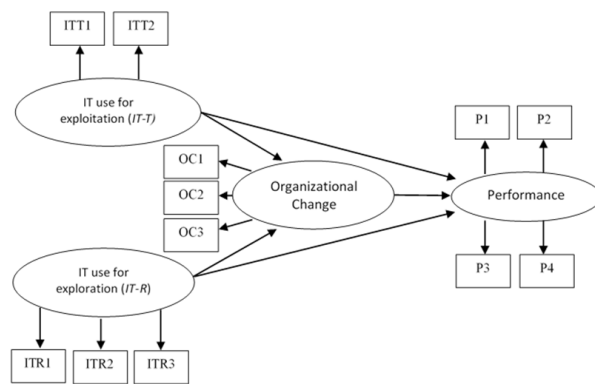 ITT1
ITT2
IT use for
exploitation (IT-T)
P1
P2
OC1
OC2
OC3
Organizational
Change
Performance
IT use for
exploration (IT-R)
P3
P4
ITR1
ITR2
ITR3